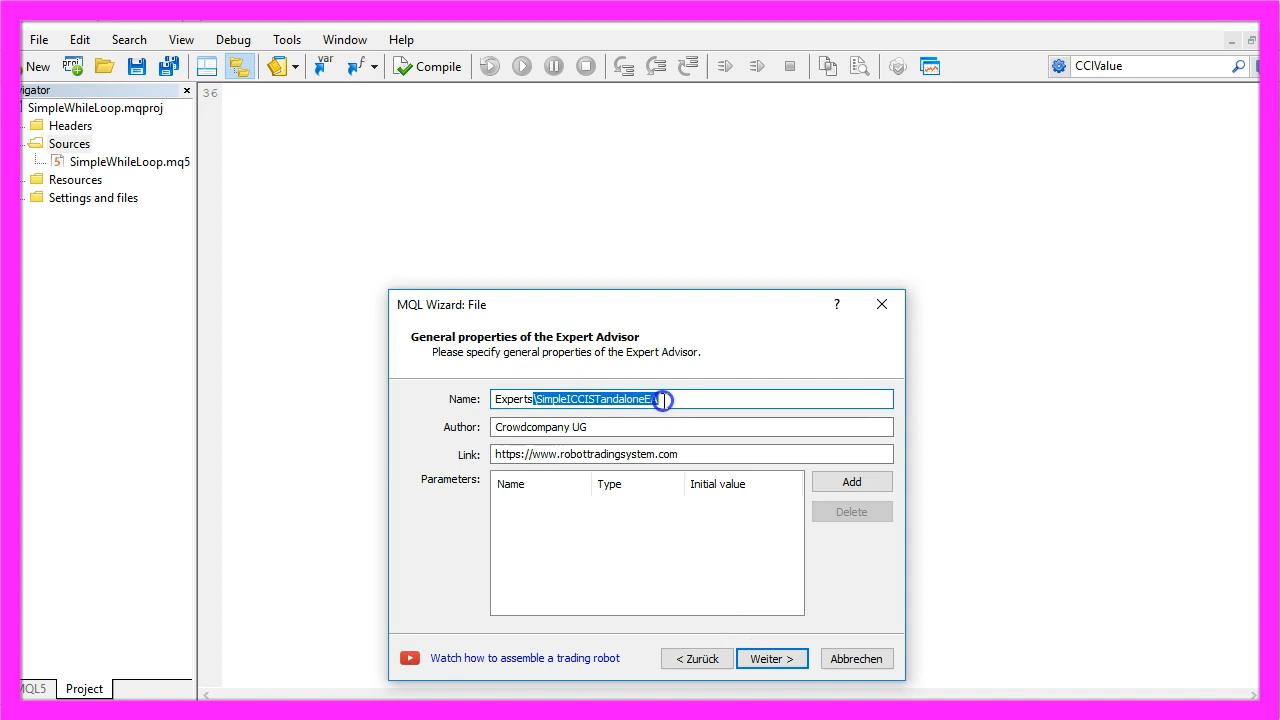 File Edit Search View Debug Tools Window Help
New Compile CCIValue
SimpleWhileLoop.mqproj
Headers
Sources
SimpleWhileLoop.mq5
Resources
Settings and files
Project
36
MQL Wizard: File ?
General properties of the Expert Advisor
Please specify general properties of the Expert Advisor.
Name: Experts\SimpleICCISTandaloneEA
Author: Crowdcompany UG
Link: https://www.robottradingsystem.com
Parameters: Name Type Initial value Add
Delete
Watch how to assemble a trading robot < Zurück Weiter > Abbrechen